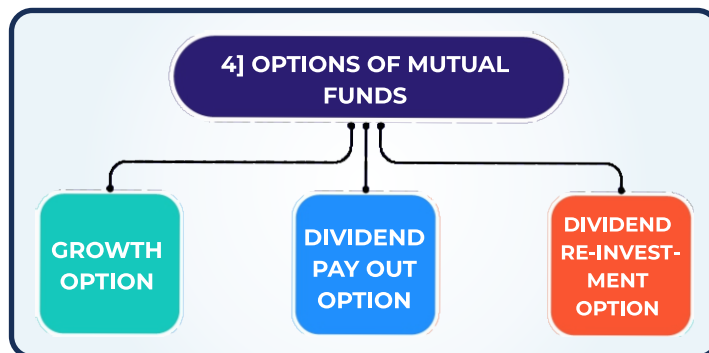 4] OPTIONS OF MUTUAL
FUNDS
GROWTH
OPTION
DIVIDEND
PAY OUT
OPTION
DIVIDEND
RE-INVEST-
MENT
OPTION